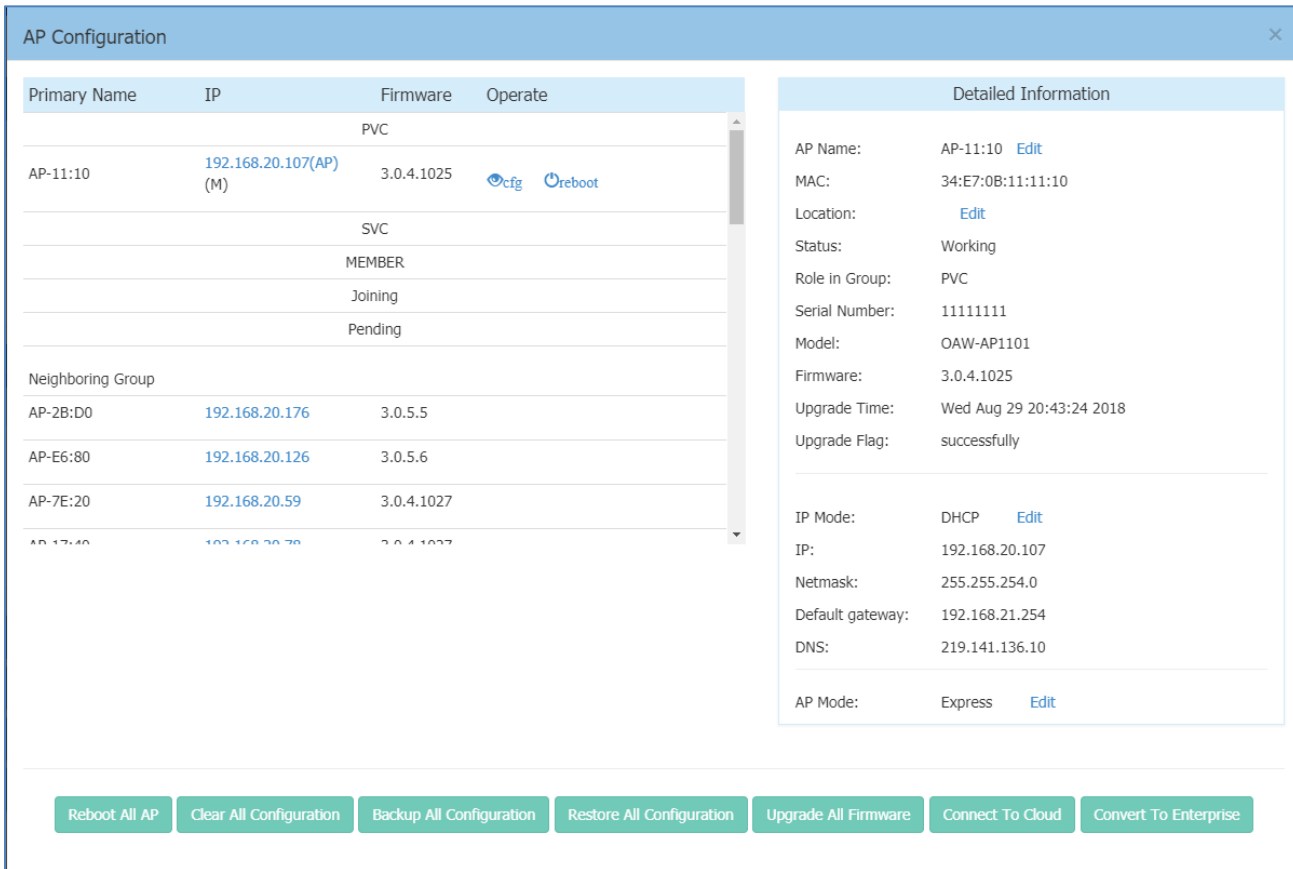 AP Configuration ×
Primary Name IP Firmware Operate
PVC
AP-11:10 192.168.20.107(AP) (M) 3.0.4.1025 cfg reboot
SVC
MEMBER
Joining
Pending
Neighboring Group
AP-2B:D0 192.168.20.176 3.0.5.5
AP-E6:80 192.168.20.126 3.0.5.6
AP-7E:20 192.168.20.59 3.0.4.1027
Detailed Information
AP Name: AP-11:10 Edit
MAC: 34:E7:0B:11:11:10
Location: Edit
Status: Working
Role in Group: PVC
Serial Number: 11111111
Model: OAW-AP1101
Firmware: 3.0.4.1025
Upgrade Time: Wed Aug 29 20:43:24 2018
Upgrade Flag: successfully
IP Mode: DHCP Edit
IP: 192.168.20.107
Netmask: 255.255.254.0
Default gateway: 192.168.21.254
DNS: 219.141.136.10
AP Mode: Express Edit
Reboot All AP Clear All Configuration Backup All Configuration Restore All Configuration Upgrade All Firmware Connect To Cloud Convert To Enterprise